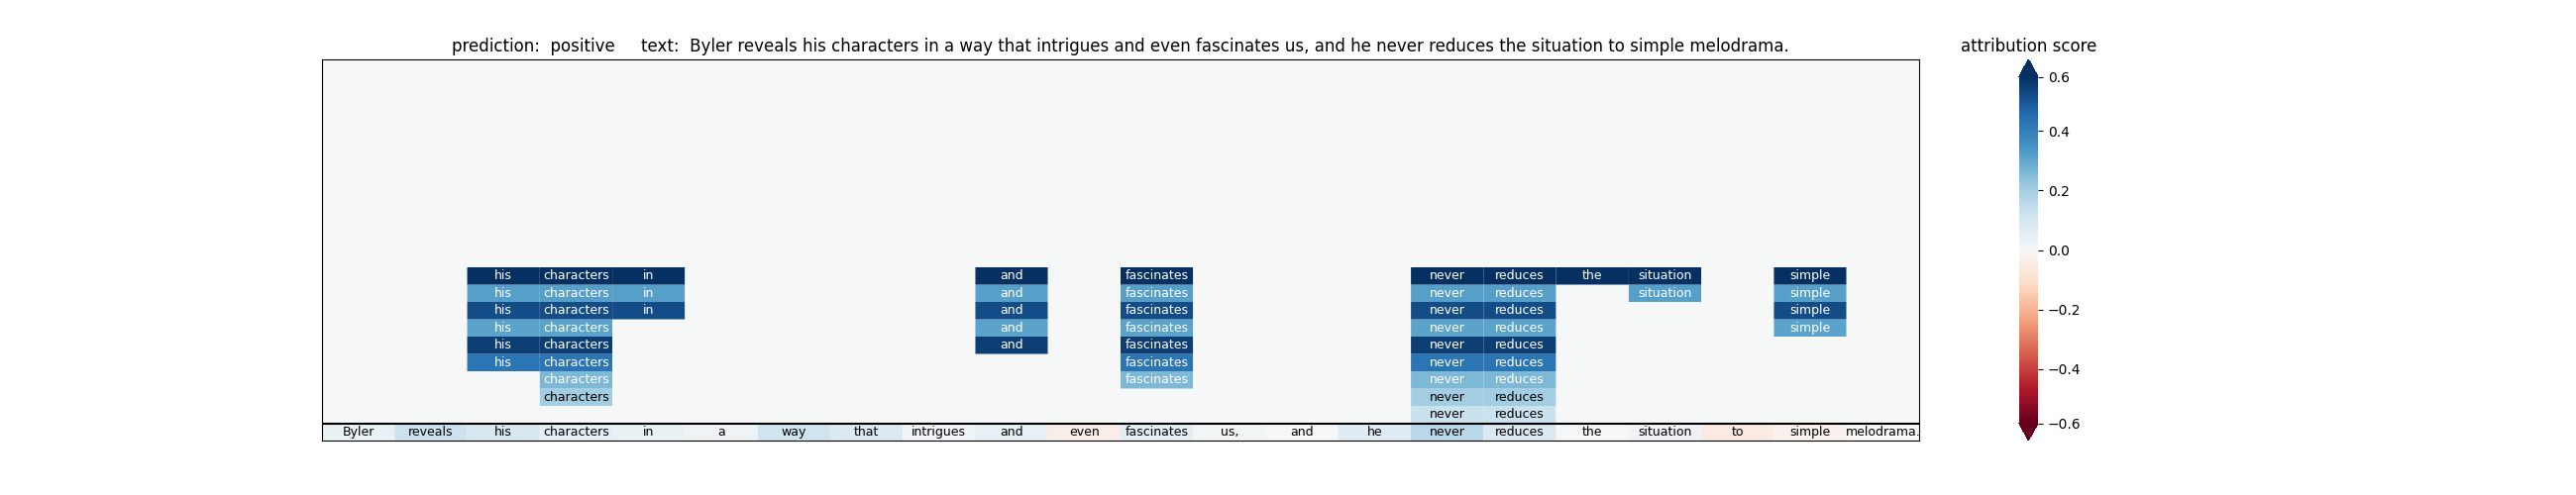 prediction:  positive     text:  Byler reveals his characters in a way that intrigues and even fascinates us, and he never reduces the situation to simple melodrama.
attribution score
0.6
0.4
0.2
0.0
−0.2
−0.4
−0.6
his characters in and fascinates never reduces the situation simple
his characters in and fascinates never reduces situation simple
his characters in and fascinates never reduces simple
his characters and fascinates never reduces simple
his characters and fascinates never reduces
his characters fascinates never reduces
characters fascinates never reduces
characters never reduces
never reduces
Byler reveals his characters in a way that intrigues and even fascinates us, and he never reduces the situation to simple melodrama.